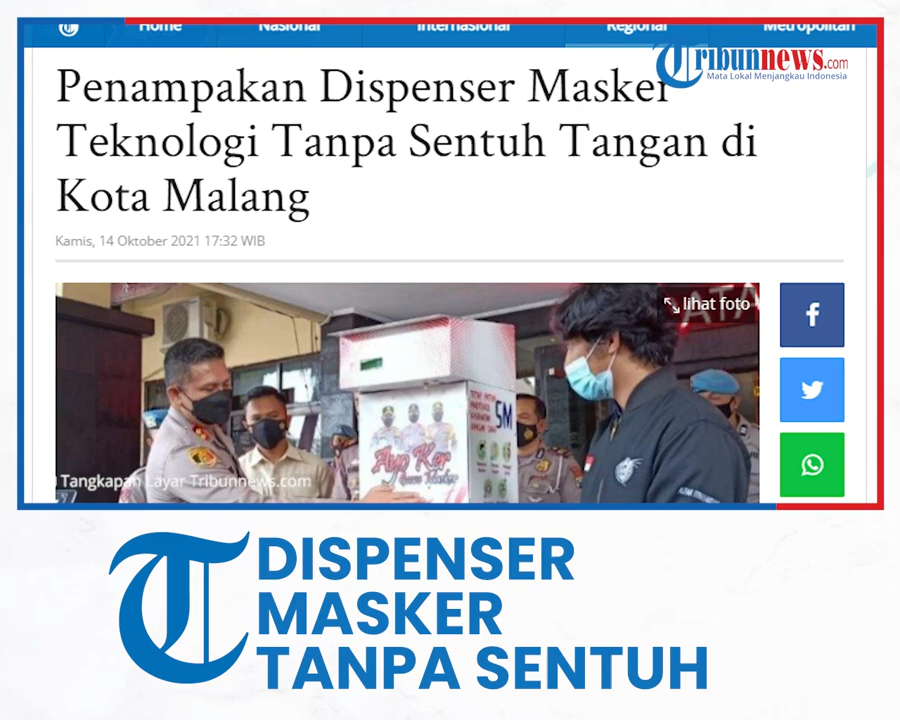 Home Nasional Internasional Regional Metropolitan
Tribunnews.com
Mata Lokal Menjangkau Indonesia
Penampakan Dispenser Masker
Teknologi Tanpa Sentuh Tangan di
Kota Malang
Kamis, 14 Oktober 2021 17:32 WIB
lihat foto
5M
Ayo Ker
Tangkapan Layar Tribunnews.com
DISPENSER
MASKER
TANPA SENTUH